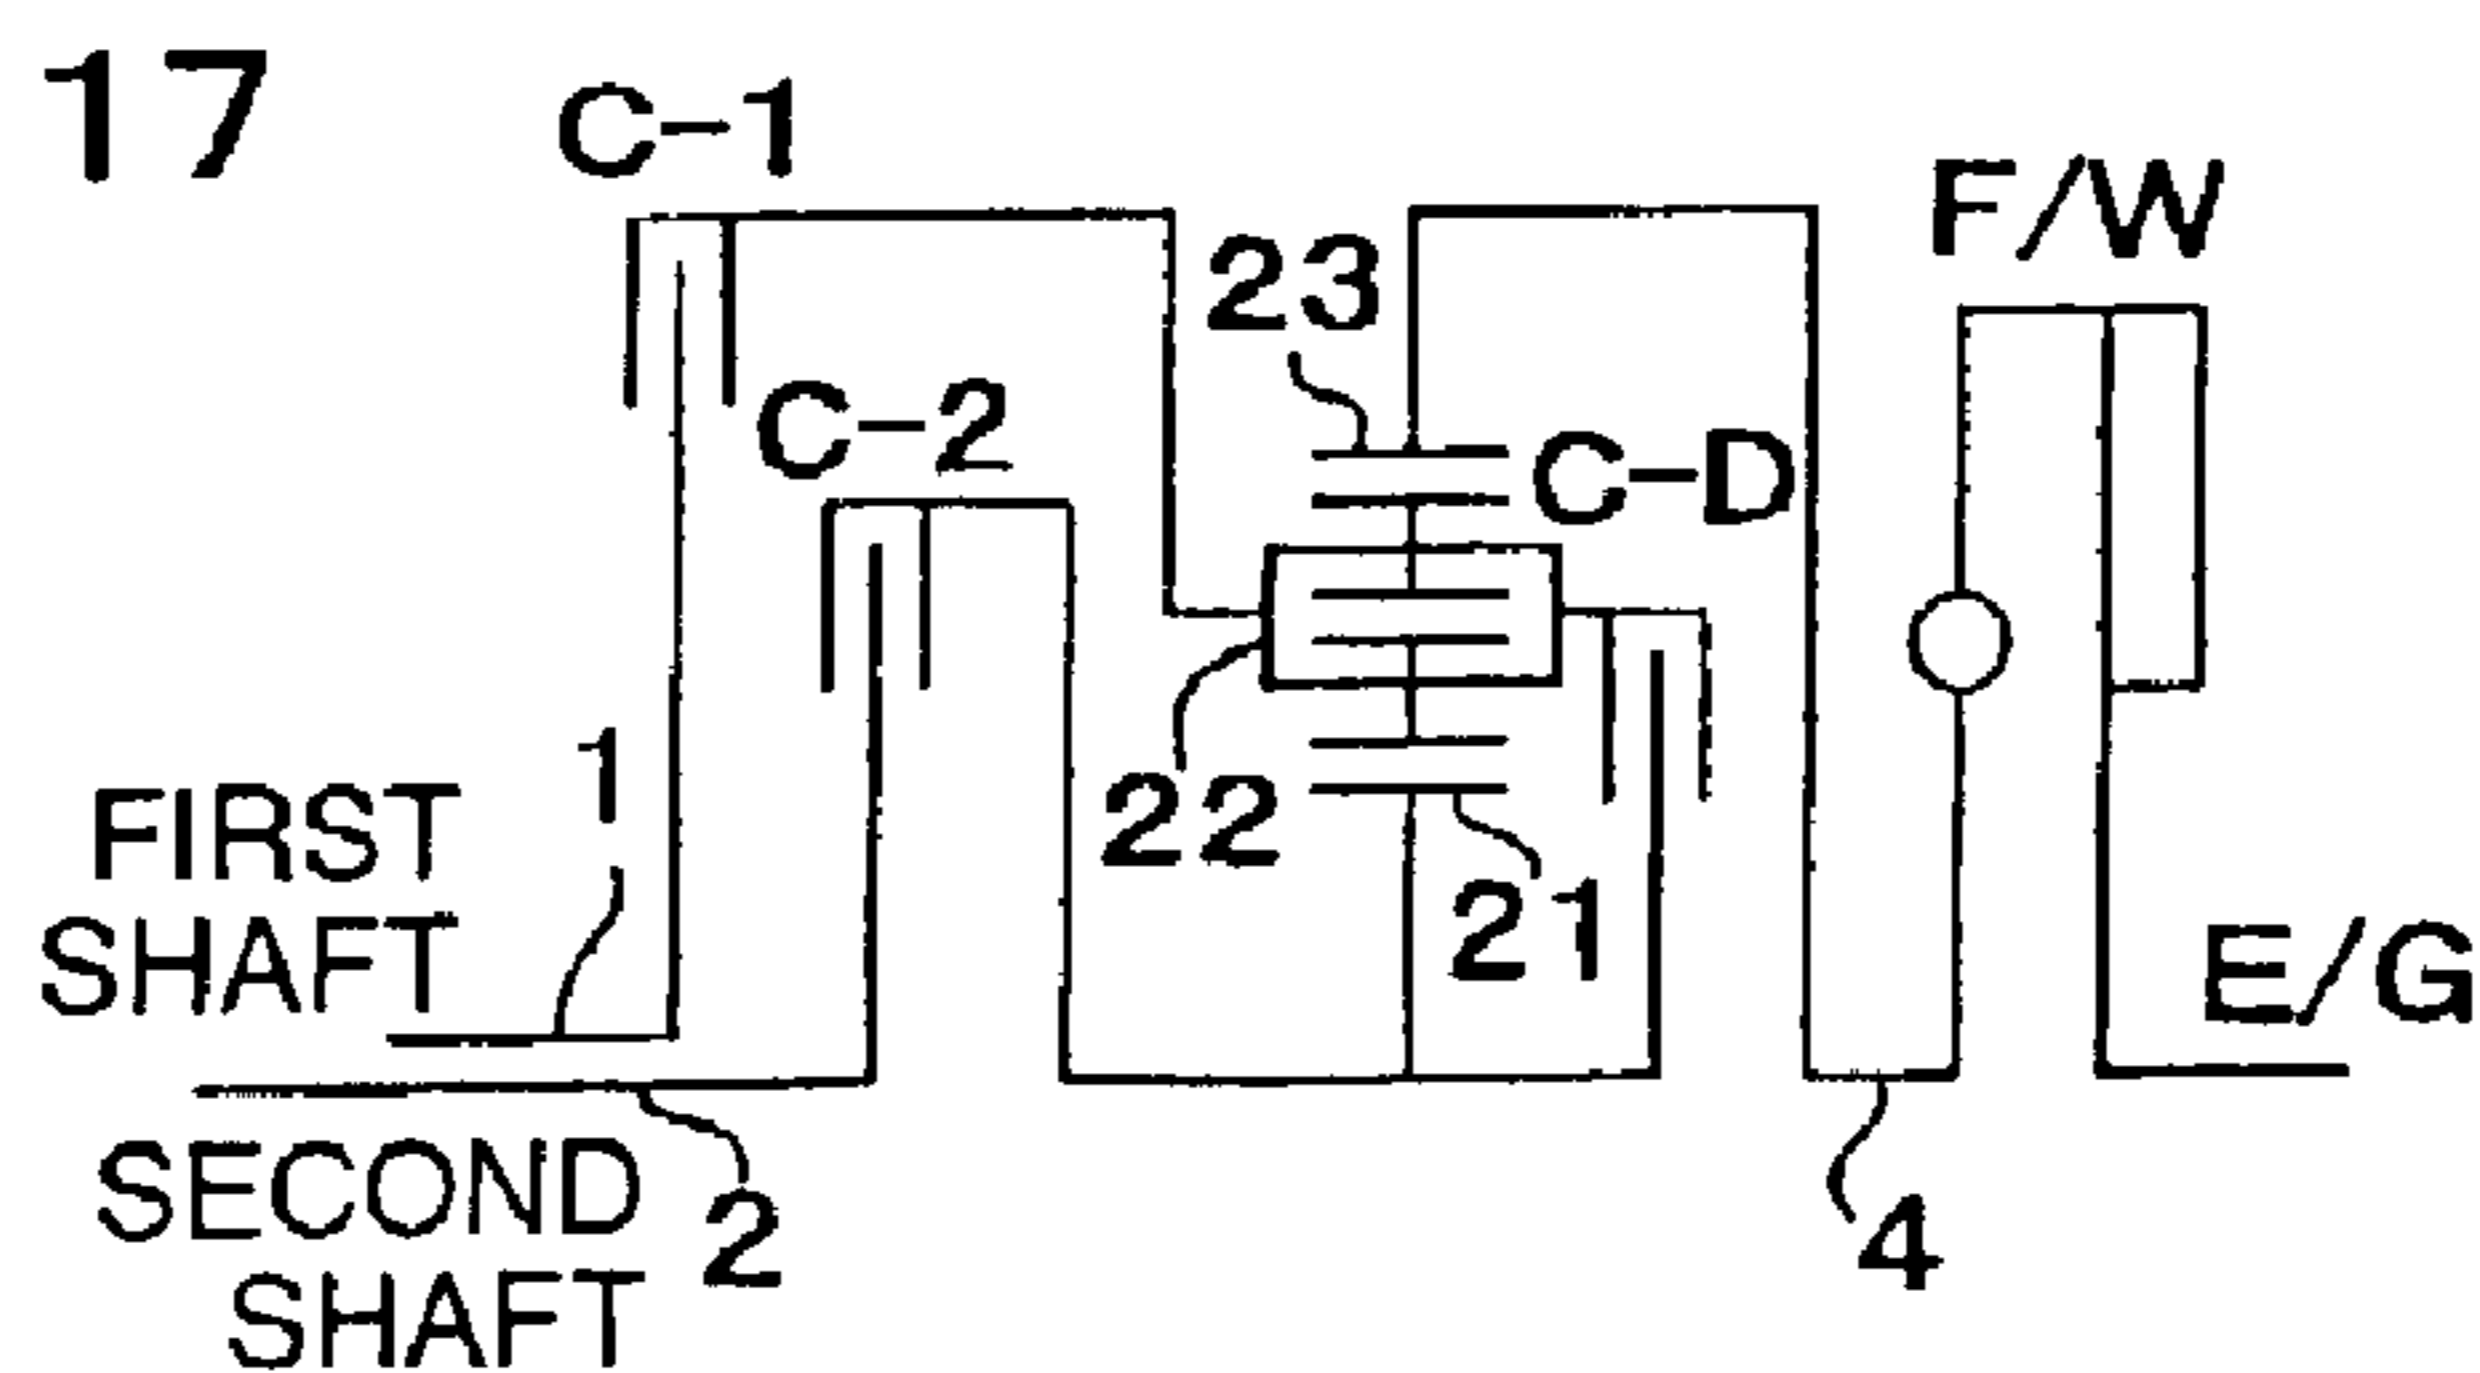 17
C-1
F/W
23
C-2
C-D
1
22
FIRST
SHAFT
21
E/G
SECOND
SHAFT
2
4